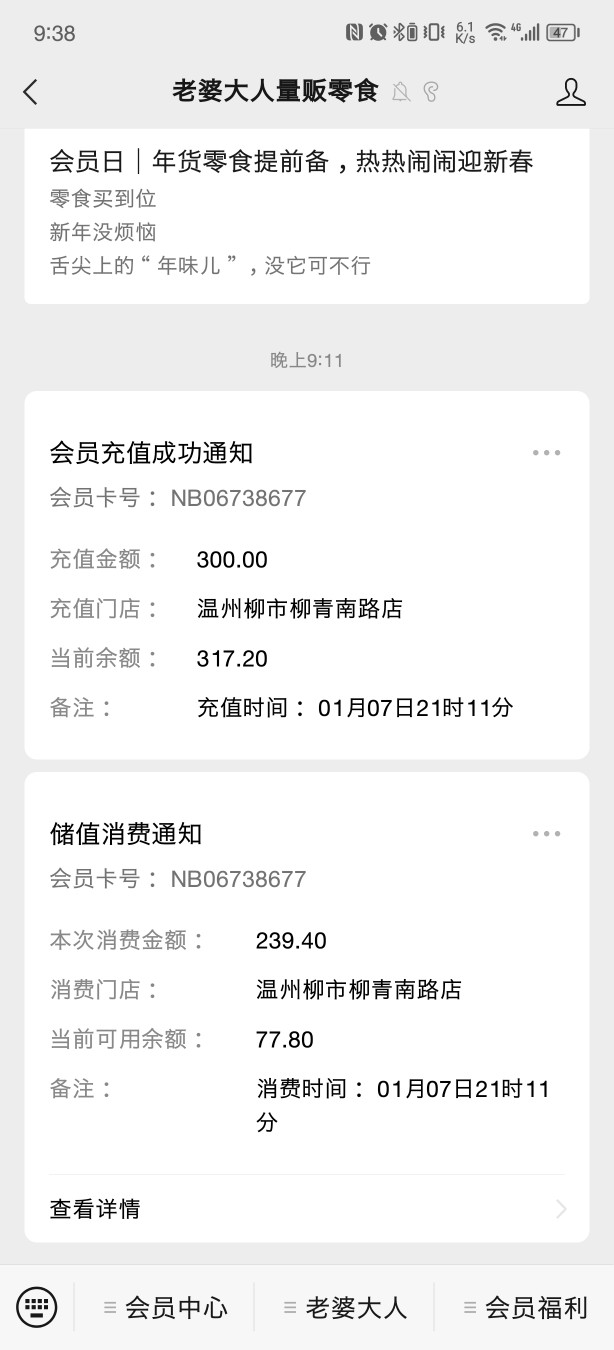 9:38
6.1 K/s
4G
47
老婆大人量贩零食
会员日｜年货零食提前备，热热闹闹迎新春
零食买到位
新年没烦恼
舌尖上的“年味儿”，没它可不行
晚上9:11
会员充值成功通知
会员卡号： NB06738677
充值金额： 300.00
充值门店： 温州柳市柳青南路店
当前余额： 317.20
备注： 充值时间：01月07日21时11分
储值消费通知
会员卡号： NB06738677
本次消费金额： 239.40
消费门店： 温州柳市柳青南路店
当前可用余额： 77.80
备注： 消费时间：01月07日21时11
分
查看详情
会员中心 老婆大人 会员福利